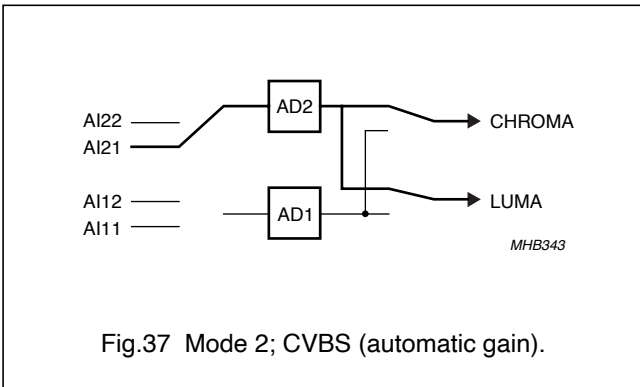 AI22
AI21
AD2
CHROMA
AI12
AI11
AD1
LUMA
MHB343
Fig.37 Mode 2; CVBS (automatic gain).